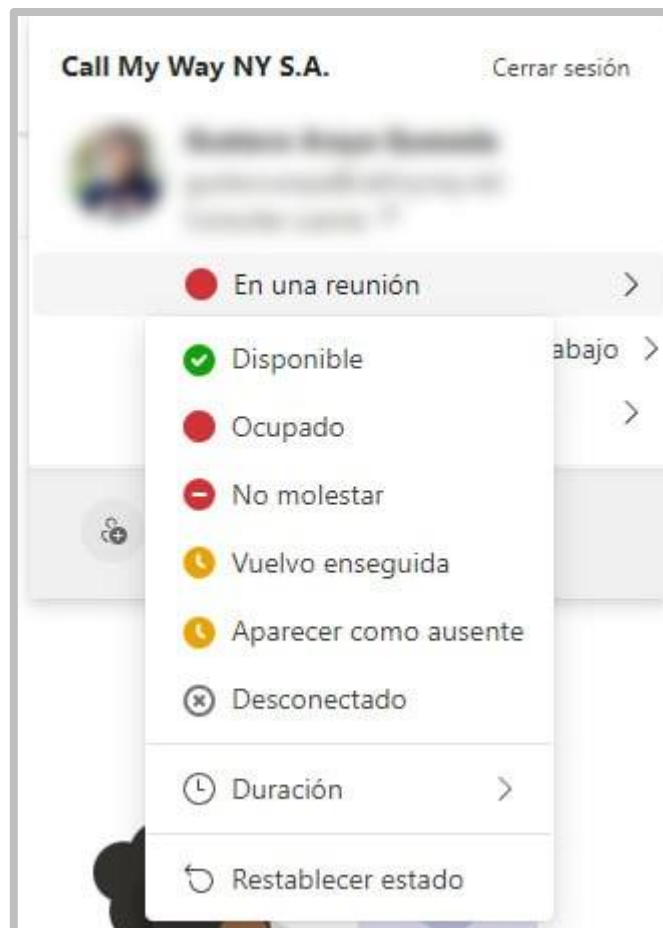 Call My Way NY S.A. Cerrar sesión
En una reunión
Disponible
abajo
Ocupado
No molestar
Vuelvo enseguida
Aparecer como ausente
Desconectado
Duración
Restablecer estado